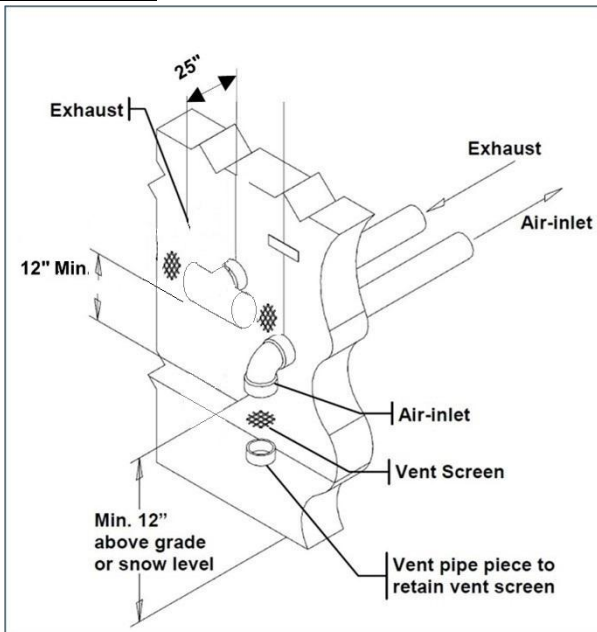 25"
Exhaust
Exhaust
Air-inlet
12" Min.
Air-inlet
Vent Screen
Min. 12”
above grade
or snow level
Vent pipe piece to
retain vent screen